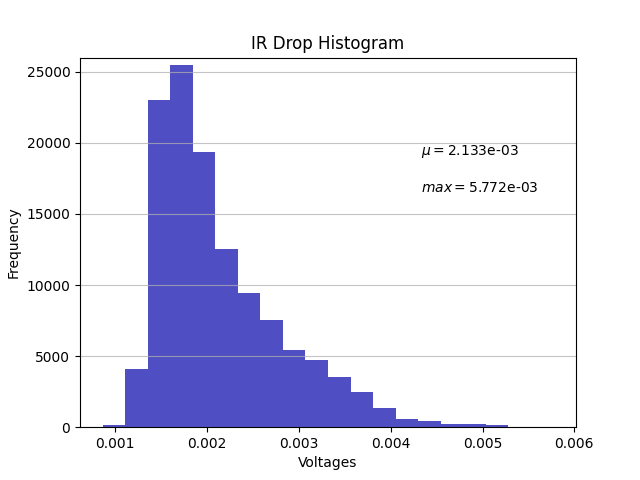 IR Drop Histogram
25000
20000
15000
10000
5000
0
Frequency
μ = 2.133e-03
max = 5.772e-03
0.001 0.002 0.003 0.004 0.005 0.006
Voltages